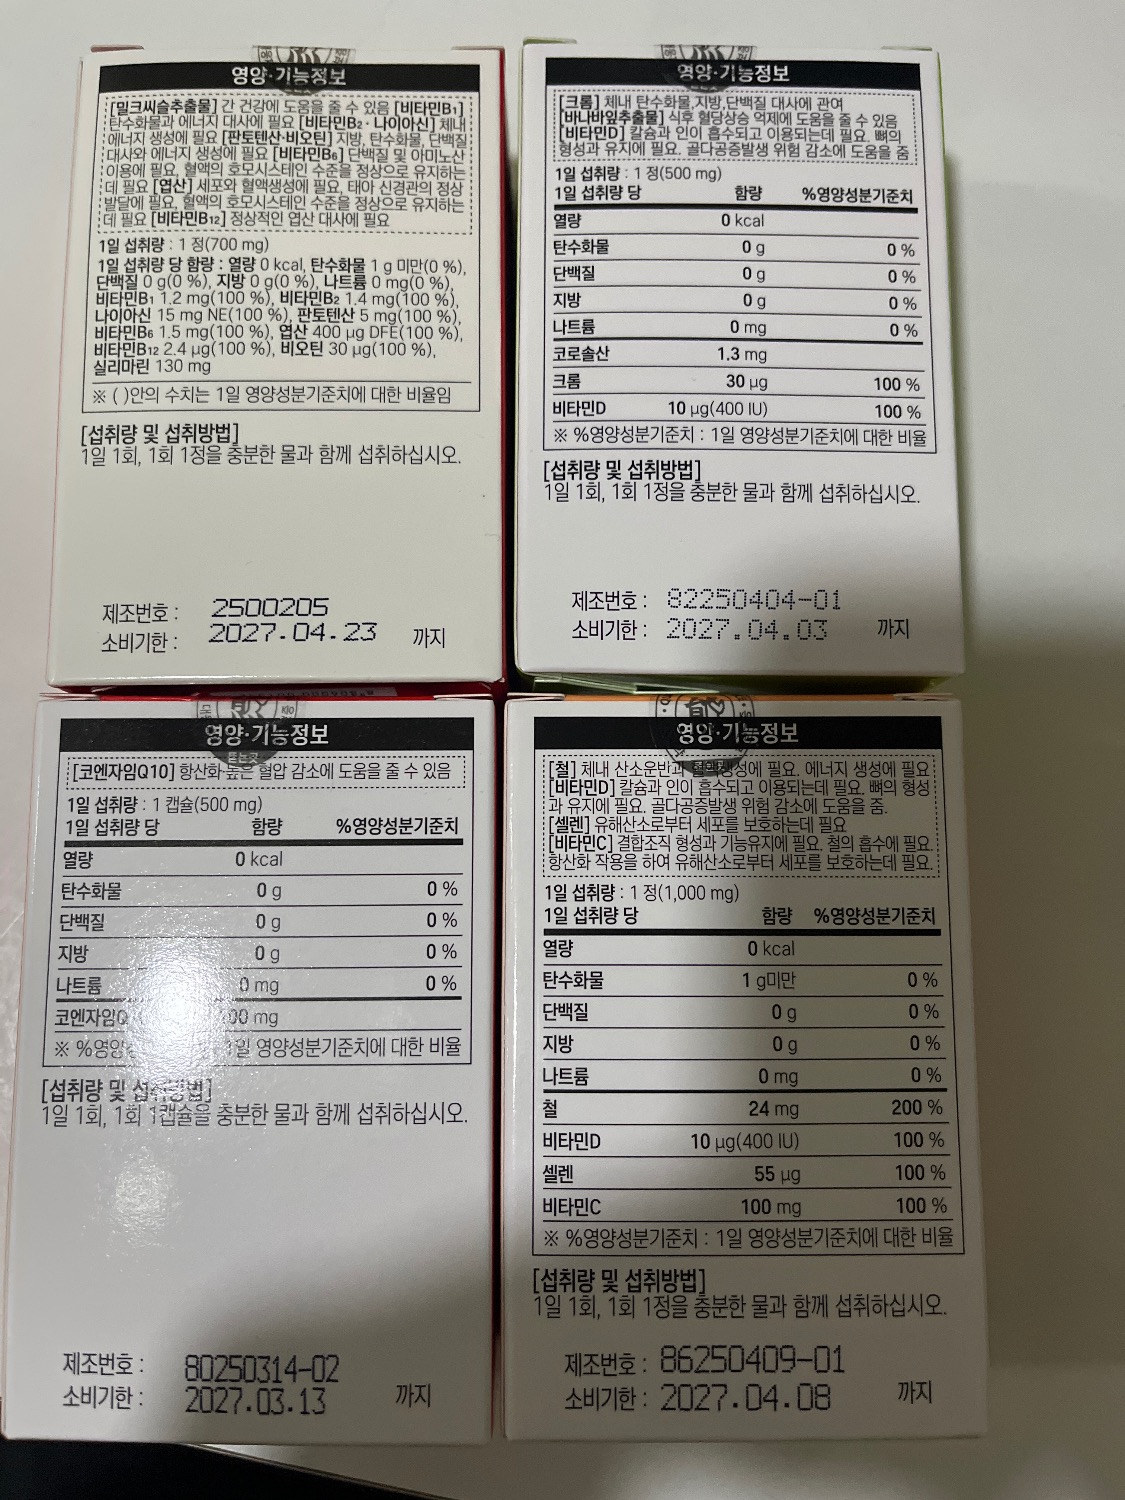 영양·기능정보
[밀크씨슬추출물] 간 건강에 도움을 줄 수 있음 [비타민B1]
탄수화물과 에너지 대사에 필요 [비타민B2 · 나이아신] 체내
에너지 생성에 필요 [판토텐산·비오틴] 지방, 탄수화물, 단백질
대사와 에너지 생성에 필요 [비타민B6] 단백질 및 아미노산
이용에 필요, 혈액의 호모시스테인 수준을 정상으로 유지하는
데 필요 [엽산] 세포와 혈액생성에 필요, 태아 신경관의 정상
발달에 필요, 혈액의 호모시스테인 수준을 정상으로 유지하는
데 필요 [비타민B12] 정상적인 엽산 대사에 필요
1일 섭취량 : 1 정(700 mg)
1일 섭취량 당 함량 : 열량 0 kcal, 탄수화물 1 g 미만(0 %),
단백질 0 g(0 %), 지방 0 g(0 %), 나트륨 0 mg(0 %),
비타민B1 1.2 mg(100 %), 비타민B2 1.4 mg(100 %),
나이아신 15 mg NE(100 %), 판토텐산 5 mg(100 %),
비타민B6 1.5 mg(100 %), 엽산 400 μg DFE(100 %),
비타민B12 2.4 μg(100 %), 비오틴 30 μg(100 %),
실리마린 130 mg
※ ( )안의 수치는 1일 영양성분기준치에 대한 비율임
[섭취량 및 섭취방법]
1일 1회, 1회 1정을 충분한 물과 함께 섭취하십시오.
제조번호 : 2500205
소비기한 : 2027.04.23 까지
영양·기능정보
[크롬] 체내 탄수화물,지방,단백질 대사에 관여
[바나바잎추출물] 식후 혈당상승 억제에 도움을 줄 수 있음
[비타민D] 칼슘과 인이 흡수되고 이용되는데 필요. 뼈의
형성과 유지에 필요. 골다공증발생 위험 감소에 도움을 줌
1일 섭취량 : 1 정(500 mg)
1일 섭취량 당 함량 %영양성분기준치
열량 0 kcal
탄수화물 0 g 0 %
단백질 0 g 0 %
지방 0 g 0 %
나트륨 0 mg 0 %
코로솔산 1.3 mg
크롬 30 μg 100 %
비타민D 10 μg(400 IU) 100 %
※ %영양성분기준치 : 1일 영양성분기준치에 대한 비율
[섭취량 및 섭취방법]
1일 1회, 1회 1정을 충분한 물과 함께 섭취하십시오.
제조번호 : 82250404-01
소비기한 : 2027.04.03 까지
영양·기능정보
[코엔자임Q10] 항산화·높은 혈압 감소에 도움을 줄 수 있음
1일 섭취량 : 1 캡슐(500 mg)
1일 섭취량 당 함량 %영양성분기준치
열량 0 kcal
탄수화물 0 g 0 %
단백질 0 g 0 %
지방 0 g 0 %
나트륨 0 mg 0 %
코엔자임Q 00 mg
※ %영양 1일 영양성분기준치에 대한 비율
[섭취량 및 섭취방법]
1일 1회, 1회 1캡슐을 충분한 물과 함께 섭취하십시오.
제조번호 : 80250314-02
소비기한 : 2027.03.13 까지
영양·기능정보
[철] 체내 산소운반과 혈액생성에 필요. 에너지 생성에 필요
[비타민D] 칼슘과 인이 흡수되고 이용되는데 필요. 뼈의 형성
과 유지에 필요. 골다공증발생 위험 감소에 도움을 줌.
[셀렌] 유해산소로부터 세포를 보호하는데 필요
[비타민C] 결합조직 형성과 기능유지에 필요. 철의 흡수에 필요.
항산화 작용을 하여 유해산소로부터 세포를 보호하는데 필요.
1일 섭취량 : 1 정(1,000 mg)
1일 섭취량 당 함량 %영양성분기준치
열량 0 kcal
탄수화물 1 g미만 0 %
단백질 0 g 0 %
지방 0 g 0 %
나트륨 0 mg 0 %
철 24 mg 200 %
비타민D 10 μg(400 IU) 100 %
셀렌 55 μg 100 %
비타민C 100 mg 100 %
※ %영양성분기준치 : 1일 영양성분기준치에 대한 비율
[섭취량 및 섭취방법]
1일 1회, 1회 1정을 충분한 물과 함께 섭취하십시오.
제조번호 : 86250409-01
소비기한 : 2027.04.08 까지